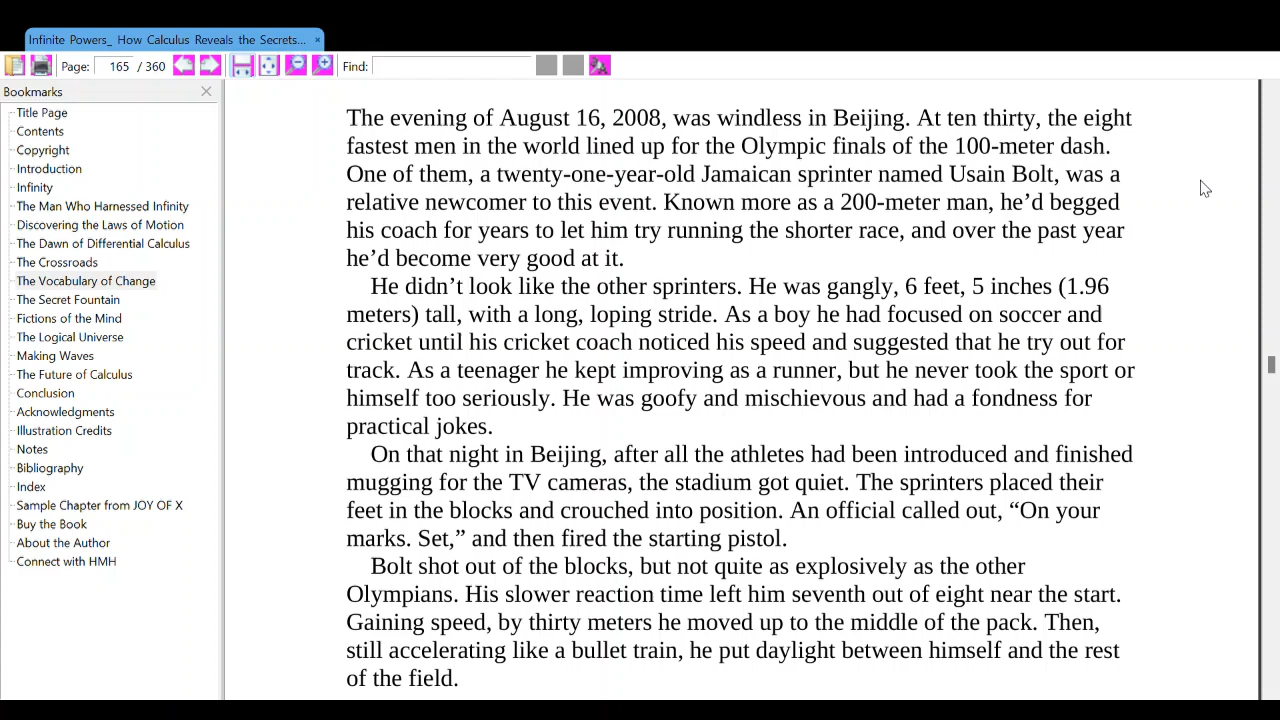 Infinite Powers_ How Calculus Reveals the Secrets... ×
Page: 165 / 360 Find:
Bookmarks
Title Page
Contents
Copyright
Introduction
Infinity
The Man Who Harnessed Infinity
Discovering the Laws of Motion
The Dawn of Differential Calculus
The Crossroads
The Vocabulary of Change
The Secret Fountain
Fictions of the Mind
The Logical Universe
Making Waves
The Future of Calculus
Conclusion
Acknowledgments
Illustration Credits
Notes
Bibliography
Index
Sample Chapter from JOY OF X
Buy the Book
About the Author
Connect with HMH
The evening of August 16, 2008, was windless in Beijing. At ten thirty, the eight
fastest men in the world lined up for the Olympic finals of the 100-meter dash.
One of them, a twenty-one-year-old Jamaican sprinter named Usain Bolt, was a
relative newcomer to this event. Known more as a 200-meter man, he’d begged
his coach for years to let him try running the shorter race, and over the past year
he’d become very good at it.
He didn’t look like the other sprinters. He was gangly, 6 feet, 5 inches (1.96
meters) tall, with a long, loping stride. As a boy he had focused on soccer and
cricket until his cricket coach noticed his speed and suggested that he try out for
track. As a teenager he kept improving as a runner, but he never took the sport or
himself too seriously. He was goofy and mischievous and had a fondness for
practical jokes.
On that night in Beijing, after all the athletes had been introduced and finished
mugging for the TV cameras, the stadium got quiet. The sprinters placed their
feet in the blocks and crouched into position. An official called out, “On your
marks. Set,” and then fired the starting pistol.
Bolt shot out of the blocks, but not quite as explosively as the other
Olympians. His slower reaction time left him seventh out of eight near the start.
Gaining speed, by thirty meters he moved up to the middle of the pack. Then,
still accelerating like a bullet train, he put daylight between himself and the rest
of the field.